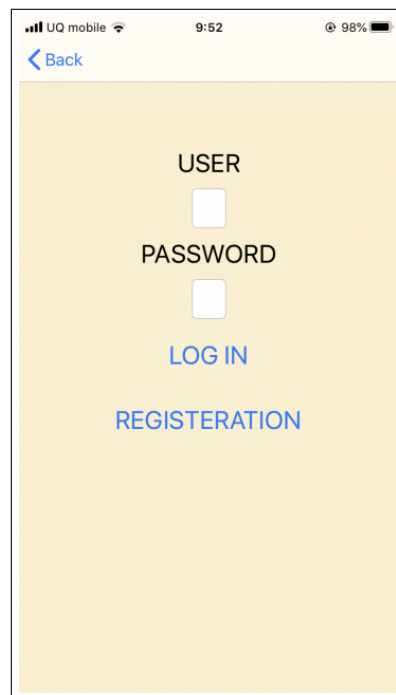 UQ mobile 9:52 98%
Back
USER
PASSWORD
LOG IN
REGISTERATION